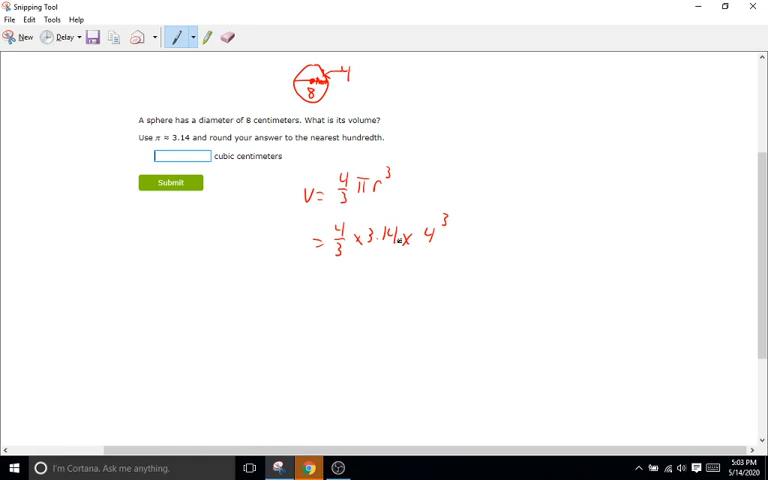 Snipping Tool
File Edit Tools Help
New Delay
4
8
A sphere has a diameter of 8 centimeters. What is its volume?
Use π ≈ 3.14 and round your answer to the nearest hundredth.
cubic centimeters
Submit
V = 4/3 π r³
= 4/3 × 3.14 × 4³
I'm Cortana. Ask me anything.
5:03 PM
5/14/2020